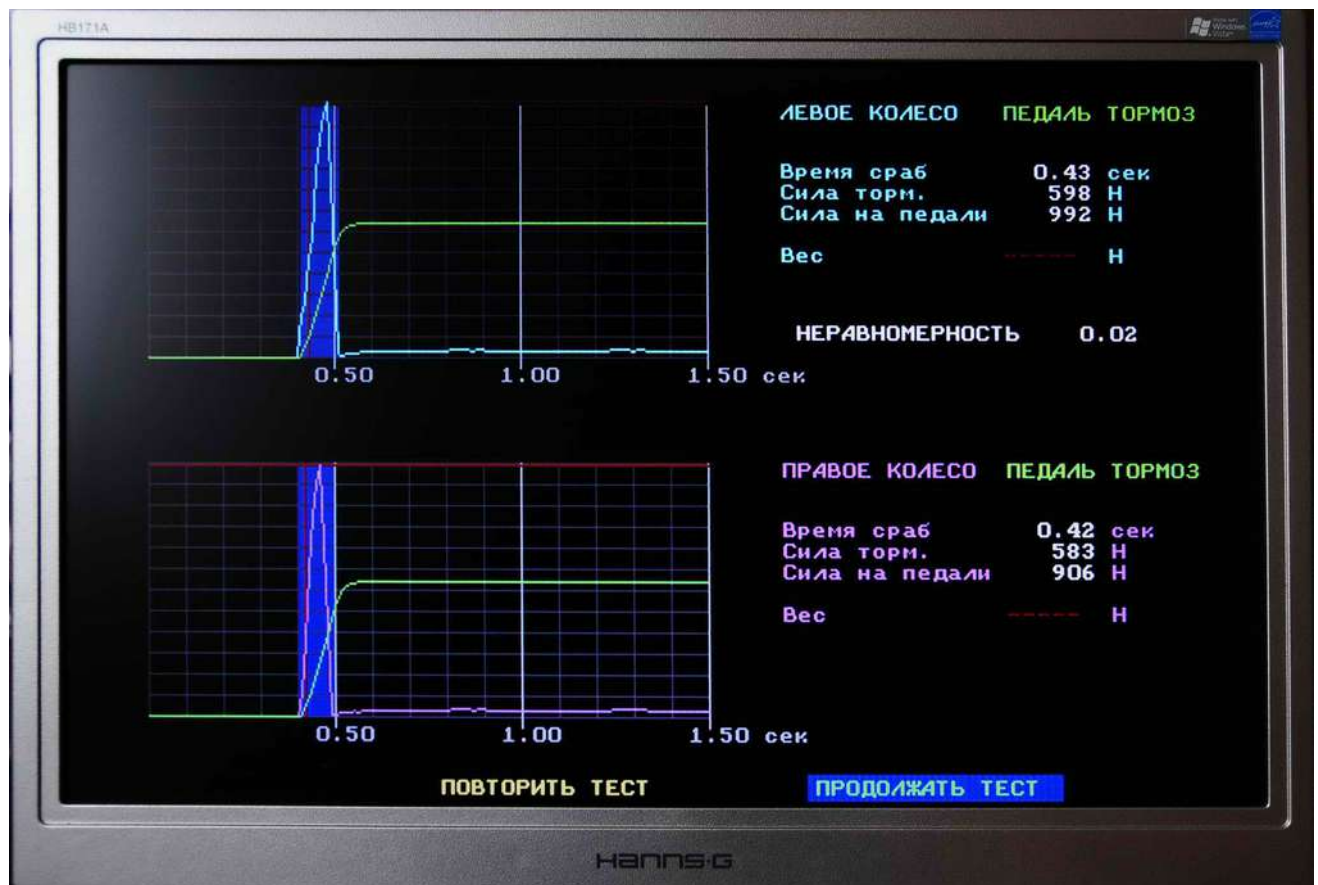 HB171A
ЛЕВОЕ КОЛЕСО ПЕДАЛЬ ТОРМОЗ
Время сраб 0.43 сек
Сила торм. 598 Н
Сила на педали 992 Н
Вес ----- Н
НЕРАВНОМЕРНОСТЬ 0.02
0.50 1.00 1.50 сек
ПРАВОЕ КОЛЕСО ПЕДАЛЬ ТОРМОЗ
Время сраб 0.42 сек
Сила торм. 583 Н
Сила на педали 906 Н
Вес ----- Н
0.50 1.00 1.50 сек
ПОВТОРИТЬ ТЕСТ ПРОДОЛЖАТЬ ТЕСТ
HANNS·G